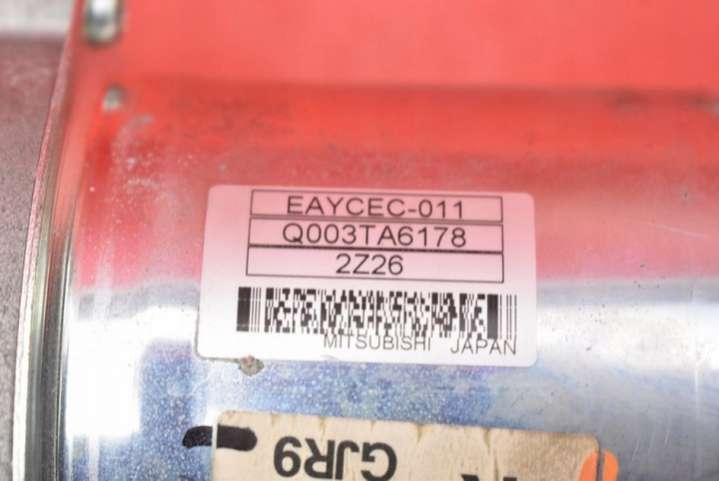 EAYCEC-011
Q003TA6178
2Z26
MITSUBISHI JAPAN
GJR9